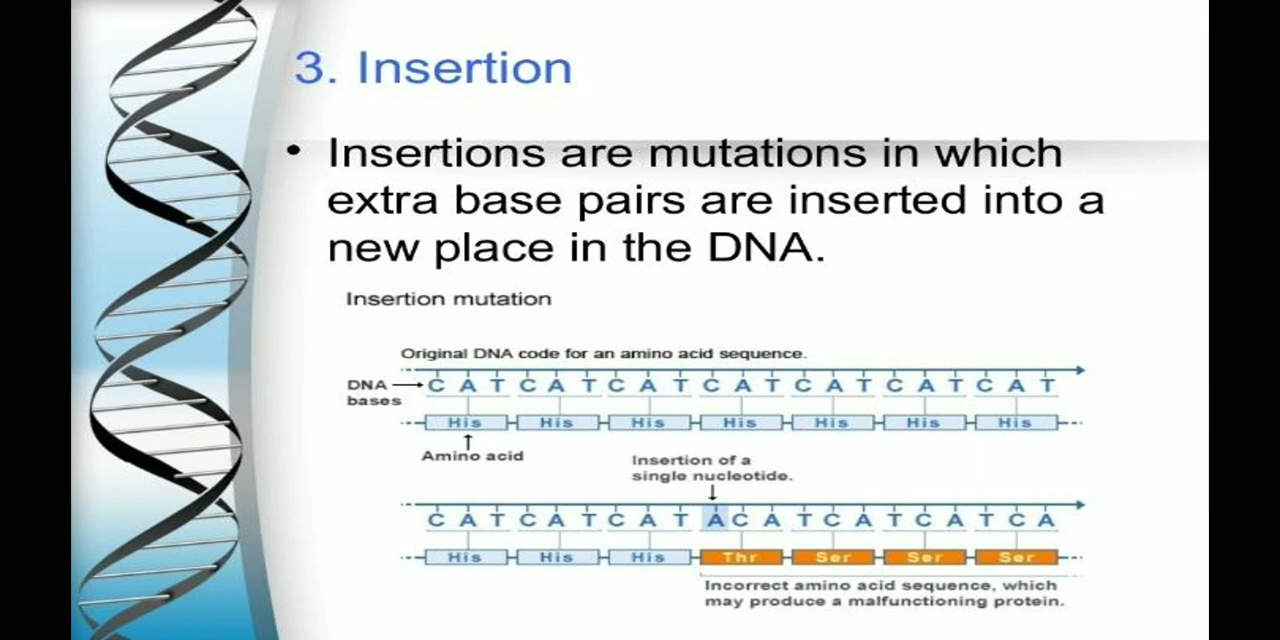 3. Insertion
• Insertions are mutations in which
extra base pairs are inserted into a
new place in the DNA.
Insertion mutation
Original DNA code for an amino acid sequence.
DNA bases
C A T C A T C A T C A T C A T C A T C A T
His His His His His His His
Amino acid
Insertion of a
single nucleotide.
C A T C A T C A T A C A T C A T C A T C A
His His His Thr Ser Ser Ser
Incorrect amino acid sequence, which
may produce a malfunctioning protein.